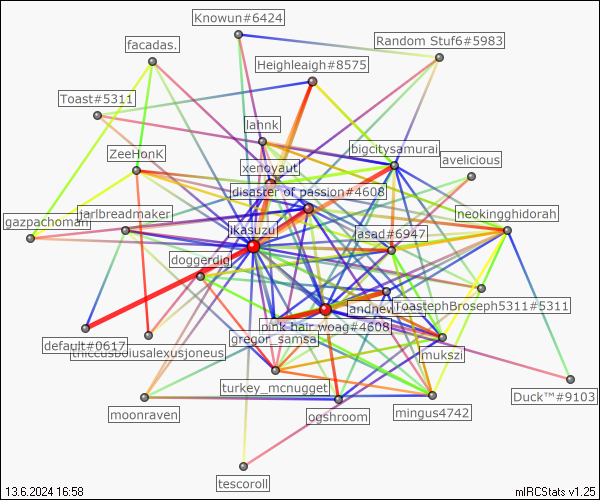 Knowun#6424
facadas.
Random Stuf6#5983
Heighleaigh#8575
Toast#5311
lahnk
ZeeHonK
bigcitysamurai
avelicious
xenoyaut
disaster of passion#4608
gazpachoman
jarlbreadmaker
neokingghidorah
ikasuzu
asad#6947
doggerdig
andrew
ToastephBroseph5311#5311
pink hair woag#4608
gregor_samsa
default#0617
thiccusboiusalexusjoneus
mukszi
turkey_mcnugget
Duck™#9103
moonraven
ogshroom
mingus4742
tescoroll
13.6.2024 16:58
mIRCStats v1.25